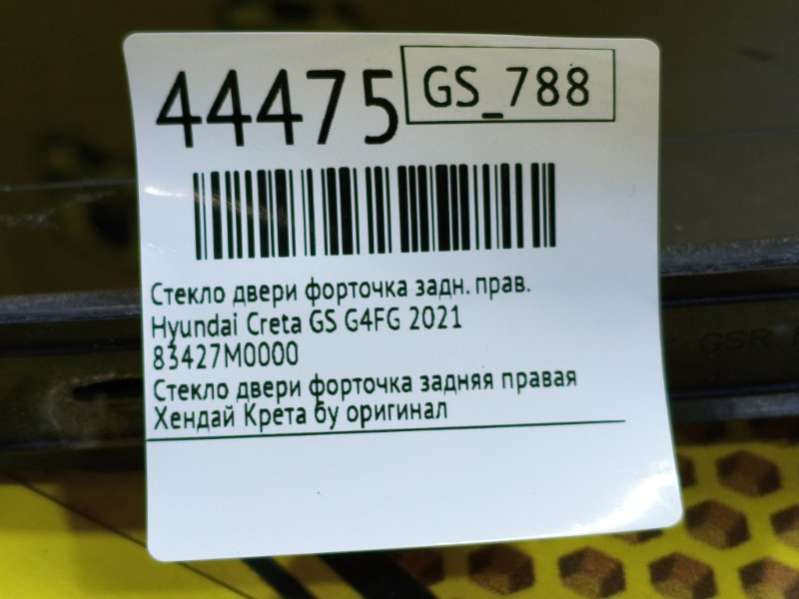 44475
GS_788
Стекло двери форточка задн. прав.
Hyundai Creta GS G4FG 2021
83427M0000
Стекло двери форточка задняя правая
Хендай Крета бу оригинал
GSR